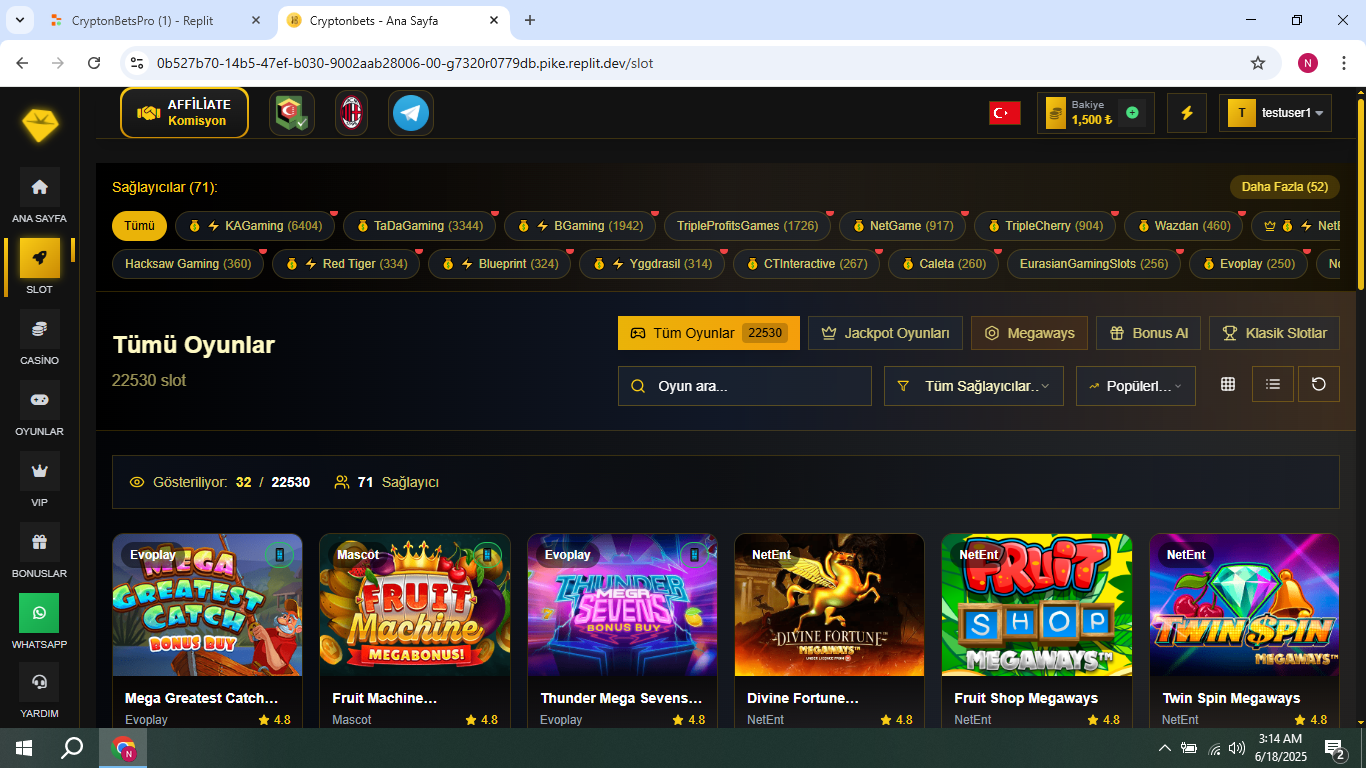 CryptonBetsPro (1) - Replit
Cryptonbets - Ana Sayfa
0b527b70-14b5-47ef-b030-9002aab28006-00-g7320r0779db.pike.replit.dev/slot
N
AFFİLİATE
Komisyon
Bakiye
1,500 ₺
T
testuser1
ANA SAYFA
SLOT
CASİNO
OYUNLAR
VIP
BONUSLAR
WHATSAPP
YARDIM
Sağlayıcılar (71):
Daha Fazla (52)
Tümü
KAGaming (6404)
TaDaGaming (3344)
BGaming (1942)
TripleProfitsGames (1726)
NetGame (917)
TripleCherry (904)
Wazdan (460)
Hacksaw Gaming (360)
Red Tiger (334)
Blueprint (324)
Yggdrasil (314)
CTInteractive (267)
Caleta (260)
EurasianGamingSlots (256)
Evoplay (250)
Tümü Oyunlar
22530 slot
Tüm Oyunlar 22530
Jackpot Oyunları
Megaways
Bonus Al
Klasik Slotlar
Oyun ara...
Tüm Sağlayıcılar..
Popülerl...
Gösteriliyor: 32 / 22530
71 Sağlayıcı
Evoplay
MEGA
GREATEST
CATCH
BONUS BUY
Mega Greatest Catch...
Evoplay
4.8
Mascot
FRUIT
Machine
MEGABONUS!
Fruit Machine...
Mascot
4.8
Evoplay
THUNDER
MEGA
SEVENS
BONUS BUY
Thunder Mega Sevens...
Evoplay
4.8
NetEnt
DIVINE FORTUNE™
MEGAWAYS™
Divine Fortune...
NetEnt
4.8
NetEnt
FRUIT
SHOP
MEGAWAYS™
Fruit Shop Megaways
NetEnt
4.8
NetEnt
TWIN $PIN
MEGAWAYS™
Twin Spin Megaways
NetEnt
4.8
N
3:14 AM
6/18/2025
2